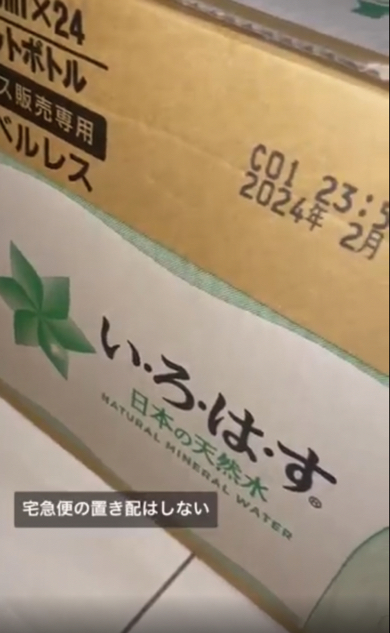 ml×24
ットボトル
ス販売専用
ベルレス
C01 23:5
2024年 2月
い・ろ・は・す®
日本の天然水
NATURAL MINERAL WATER
宅急便の置き配はしない